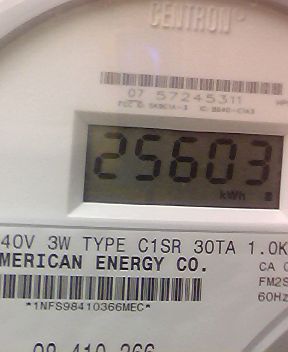 CENTRON®
07 57245311
25603
kWh
40V 3W TYPE C1SR 30TA 1.0K
MERICAN ENERGY CO.
CA
FM2S
60Hz
*1NFS98410366MEC*